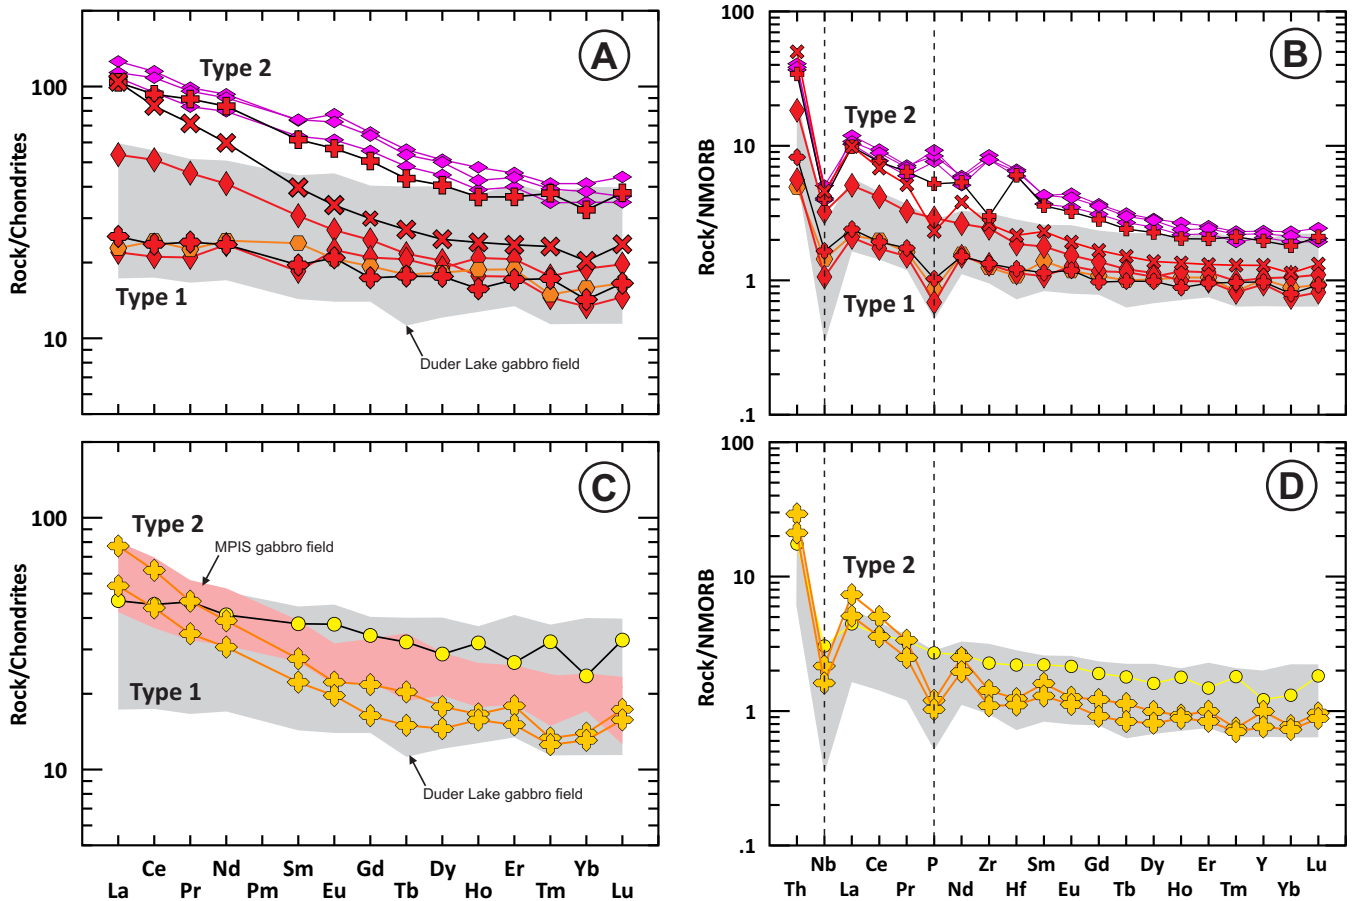 A
Type 2
100
Rock/Chondrites
Type 1
10
Duder Lake gabbro field
B
100
Type 2
10
Rock/NMORB
1
Type 1
.1
C
100
Type 2
MPIS gabbro field
Rock/Chondrites
Type 1
10
Duder Lake gabbro field
Ce Nd Sm Gd Dy Er Yb
La Pr Pm Eu Tb Ho Tm Lu
D
100
10
Type 2
Rock/NMORB
1
.1
Nb Ce P Zr Sm Gd Dy Er Y Lu
Th La Pr Nd Hf Eu Tb Ho Tm Yb